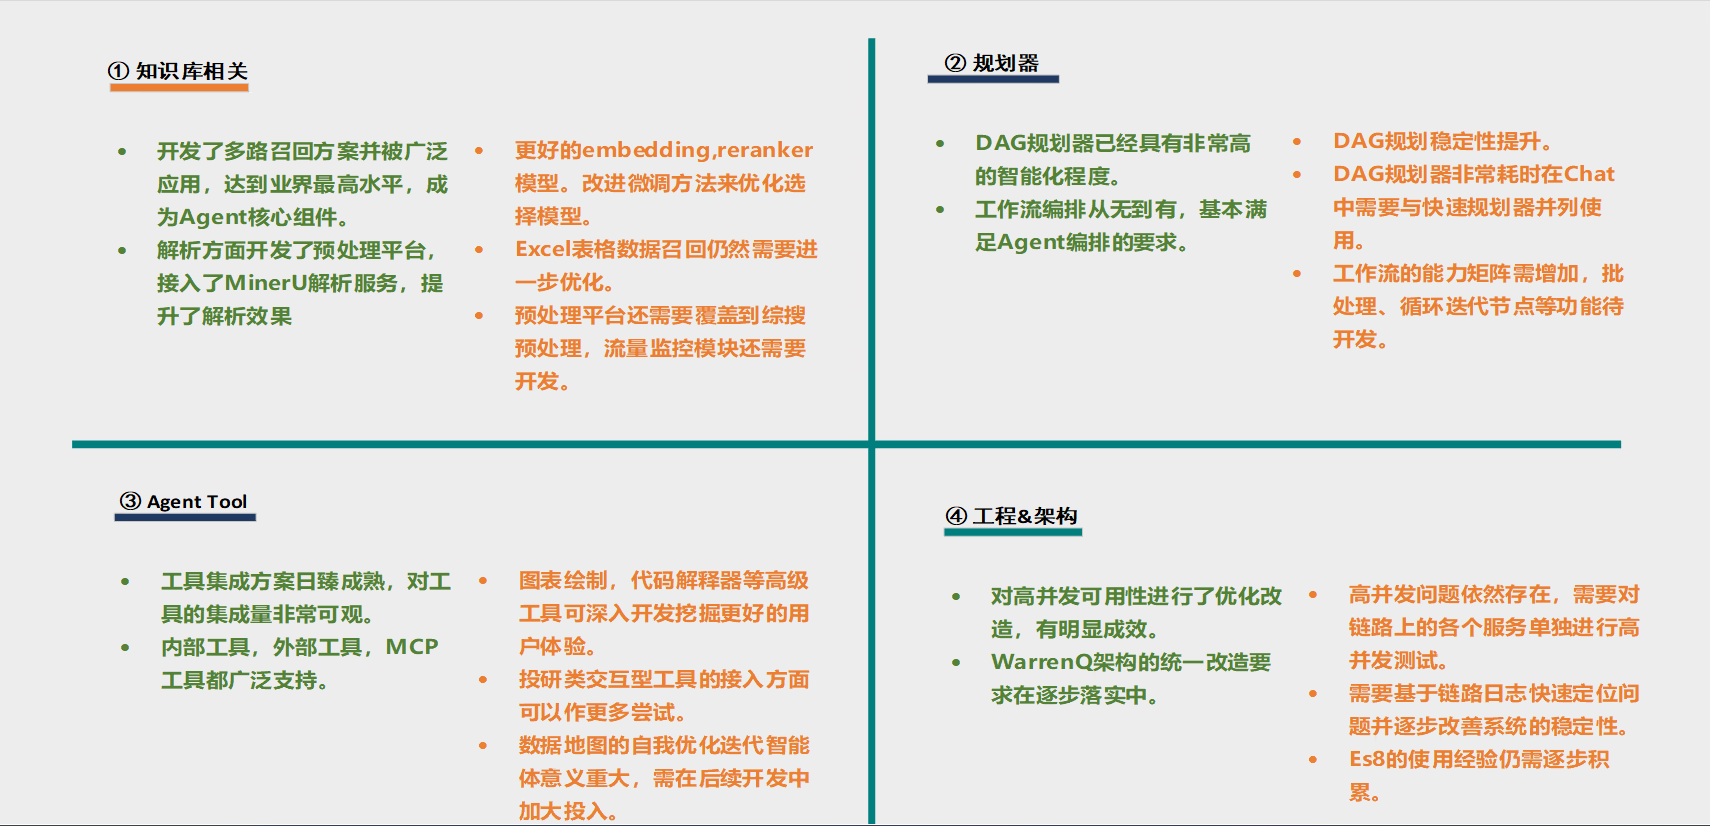 ① 知识库相关
• 开发了多路召回方案并被广泛
应用，达到业界最高水平，成
为Agent核心组件。
• 解析方面开发了预处理平台，
接入了MinerU解析服务，提
升了解析效果
• 更好的embedding,reranker
模型。改进微调方法来优化选
择模型。
• Excel表格数据召回仍然需要进
一步优化。
• 预处理平台还需要覆盖到综搜
预处理，流量监控模块还需要
开发。
② 规划器
• DAG规划器已经具有非常高
的智能化程度。
• 工作流编排从无到有，基本满
足Agent编排的要求。
• DAG规划稳定性提升。
• DAG规划器非常耗时在Chat
中需要与快速规划器并列使
用。
• 工作流的能力矩阵需增加，批
处理、循环迭代节点等功能待
开发。
③ Agent Tool
• 工具集成方案日臻成熟，对工
具的集成量非常可观。
• 内部工具，外部工具，MCP
工具都广泛支持。
• 图表绘制，代码解释器等高级
工具可深入开发挖掘更好的用
户体验。
• 投研类交互型工具的接入方面
可以作更多尝试。
• 数据地图的自我优化迭代智能
体意义重大，需在后续开发中
加大投入。
④ 工程&架构
• 对高并发可用性进行了优化改
造，有明显成效。
• WarrenQ架构的统一改造要
求在逐步落实中。
• 高并发问题依然存在，需要对
链路上的各个服务单独进行高
并发测试。
• 需要基于链路日志快速定位问
题并逐步改善系统的稳定性。
• Es8的使用经验仍需逐步积
累。